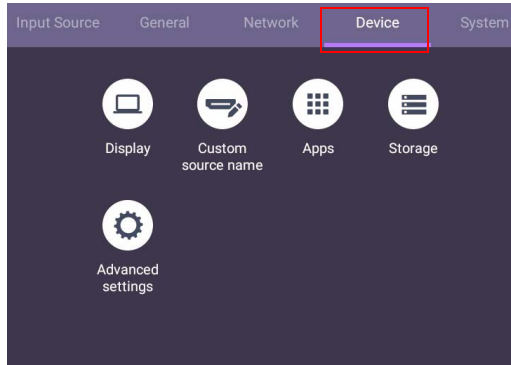 Input Source General Network Device System
Display Custom source name Apps Storage
Advanced settings